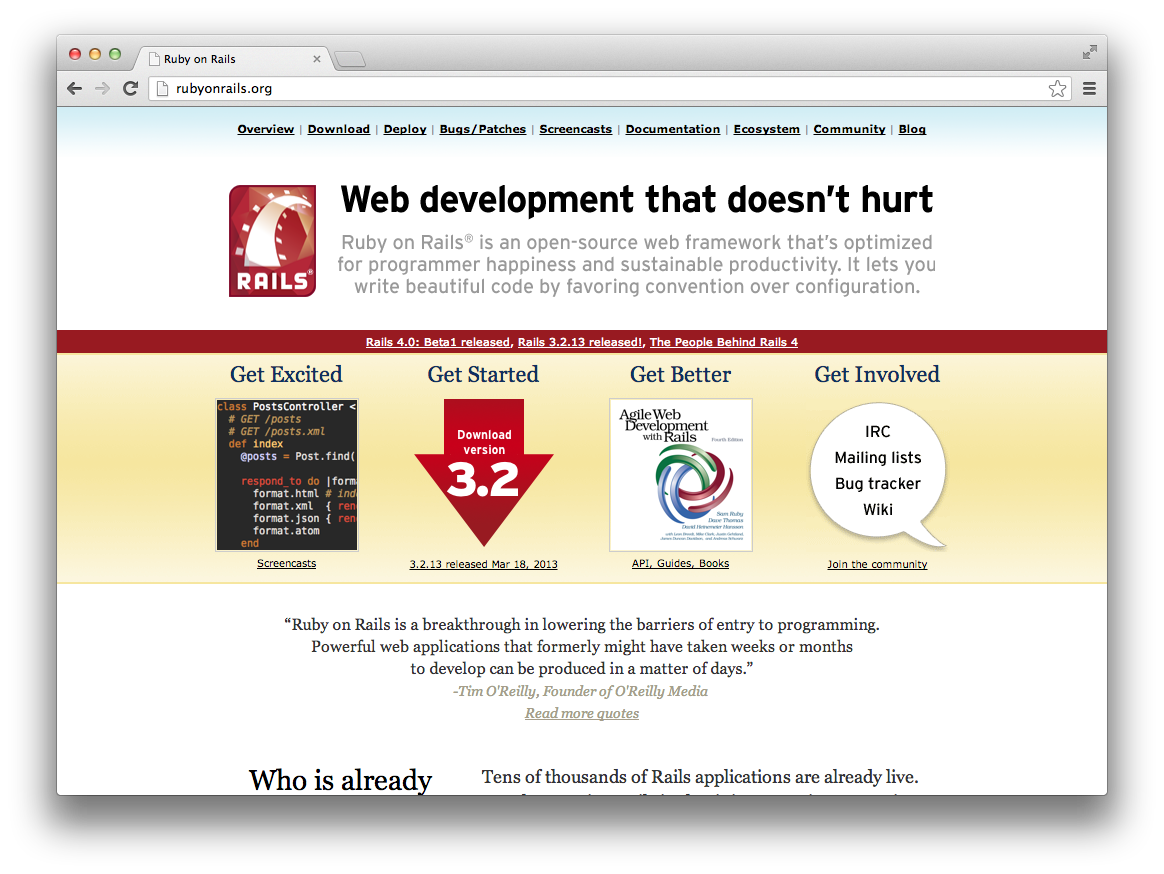 Ruby on Rails
rubyonrails.org
Overview | Download | Deploy | Bugs/Patches | Screencasts | Documentation | Ecosystem | Community | Blog
RAILS®
Web development that doesn't hurt
Ruby on Rails® is an open-source web framework that's optimized
for programmer happiness and sustainable productivity. It lets you
write beautiful code by favoring convention over configuration.
Rails 4.0: Beta1 released, Rails 3.2.13 released!, The People Behind Rails 4
Get Excited
class PostsController <
# GET /posts
# GET /posts.xml
def index
@posts = Post.find(
respond_to do |form
format.html # ind
format.xml { ren
format.json { ren
format.atom
end
Screencasts
Get Started
Download
version
3.2
3.2.13 released Mar 18, 2013
Get Better
Agile Web
Development
with Rails
Fourth Edition
Sam Ruby
Dave Thomas
David Heinemeier Hansson
API, Guides, Books
Get Involved
IRC
Mailing lists
Bug tracker
Wiki
Join the community
“Ruby on Rails is a breakthrough in lowering the barriers of entry to programming.
Powerful web applications that formerly might have taken weeks or months
to develop can be produced in a matter of days.”
-Tim O'Reilly, Founder of O'Reilly Media
Read more quotes
Who is already
Tens of thousands of Rails applications are already live.